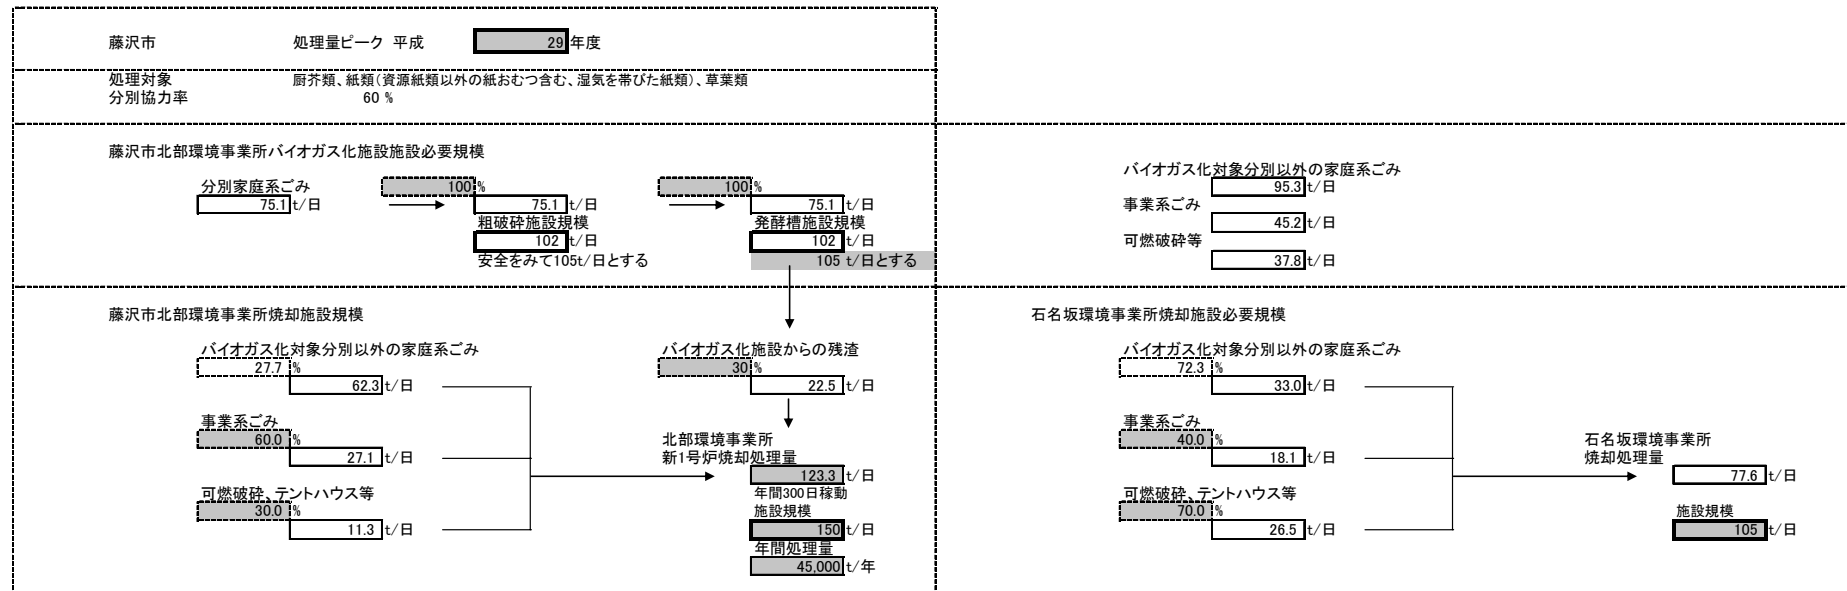 藤沢市 処理量ピーク 平成 29 年度
処理対象 厨芥類、紙類(資源紙類以外の紙おむつ含む、湿気を帯びた紙類)、草葉類
分別協力率 60 %
藤沢市北部環境事業所バイオガス化施設施設必要規模
分別家庭系ごみ 100 % 100 %
75.1 t/日 75.1 t/日 75.1 t/日
粗破砕施設規模 発酵槽施設規模
102 t/日 102 t/日
安全をみて105t/日とする 105 t/日とする
バイオガス化対象分別以外の家庭系ごみ
95.3 t/日
事業系ごみ
45.2 t/日
可燃破砕等
37.8 t/日
藤沢市北部環境事業所焼却施設規模
バイオガス化対象分別以外の家庭系ごみ バイオガス化施設からの残渣
27.7 % 30 %
62.3 t/日 22.5 t/日
事業系ごみ
60.0 %
27.1 t/日
北部環境事業所
新1号炉焼却処理量
123.3 t/日
年間300日稼動
可燃破砕、テントハウス等
30.0 %
11.3 t/日
施設規模
150 t/日
年間処理量
45,000 t/年
石名坂環境事業所焼却施設必要規模
バイオガス化対象分別以外の家庭系ごみ
72.3 %
33.0 t/日
事業系ごみ
40.0 %
18.1 t/日
石名坂環境事業所
焼却処理量
77.6 t/日
可燃破砕、テントハウス等
70.0 %
26.5 t/日
施設規模
105 t/日